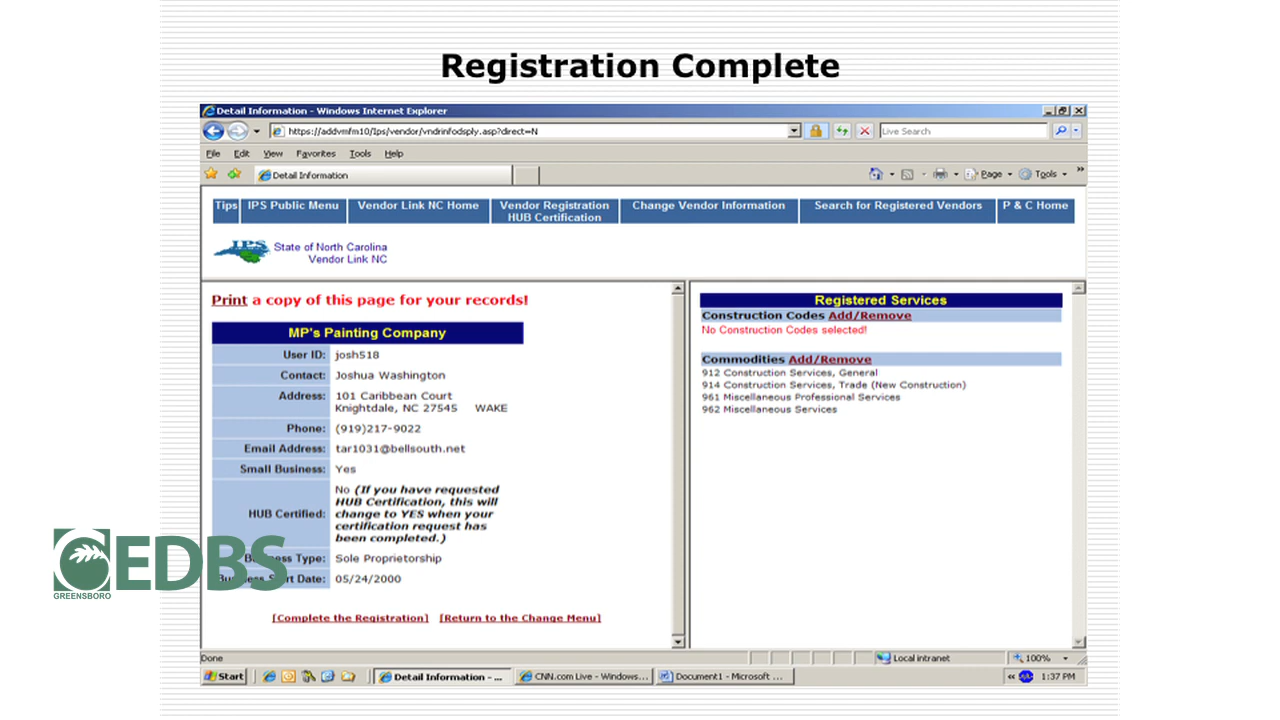 Registration Complete
Detail Information - Windows Internet Explorer
https://addvmfm10/Ips/vendor/vndrinfodsply.asp?direct=N
Live Search
File Edit View Favorites Tools Help
Detail Information
Page Tools »
Tips IPS Public Menu Vendor Link NC Home Vendor Registration Change Vendor Information Search for Registered Vendors P & C Home
HUB Certification
IPS State of North Carolina
Vendor Link NC
Print a copy of this page for your records!
MP's Painting Company
User ID: josh518
Contact: Joshua Washington
Address: 101 Caribbean Court
Knightdale, NC 27545 WAKE
Phone: (919)217-9022
Email Address: tar1031@bellsouth.net
Small Business: Yes
HUB Certified: No (If you have requested
HUB Certification, this will
change to YES when your
certification request has
been completed.)
Business Type: Sole Proprietorship
Business Start Date: 05/24/2000
[Complete the Registration] [Return to the Change Menu]
Registered Services
Construction Codes Add/Remove
No Construction Codes selected!
Commodities Add/Remove
912 Construction Services, General
914 Construction Services, Trade (New Construction)
961 Miscellaneous Professional Services
962 Miscellaneous Services
EDBS
GREENSBORO
Done Local intranet 100%
Start Detail Information - ... CNN.com Live - Windows... Document1 - Microsoft ... « 1:37 PM